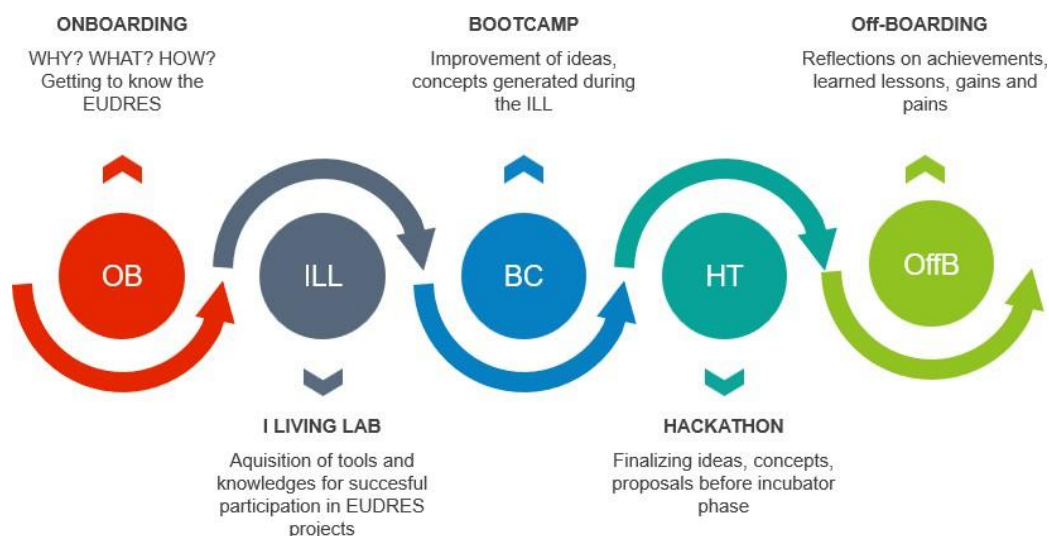 ONBOARDING
WHY? WHAT? HOW?
Getting to know the
EUDRES
BOOTCAMP
Improvement of ideas,
concepts generated during
the ILL
Off-BOARDING
Reflections on achievements,
learned lessons, gains and
pains
OB
ILL
BC
HT
OffB
I LIVING LAB
Aquisition of tools and
knowledges for succesful
participation in EUDRES
projects
HACKATHON
Finalizing ideas, concepts,
proposals before incubator
phase